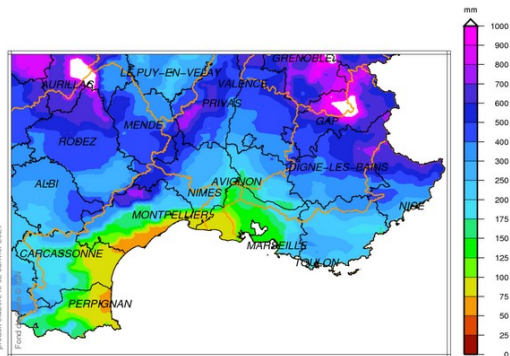 mm
1000
900
800
700
600
500
400
300
250
200
175
150
125
100
75
50
25
0
GRENOBLE
LE PUY-EN-VELAY
AURILLAC
VALENCE
PRIVAS
GAP
MENDE
RODEZ
DIGNE-LES-BAINS
ALBI
AVIGNON
NIMES
NICE
MONTPELLIER
MARSEILLE
CARCASSONNE
TOULON
PERPIGNAN